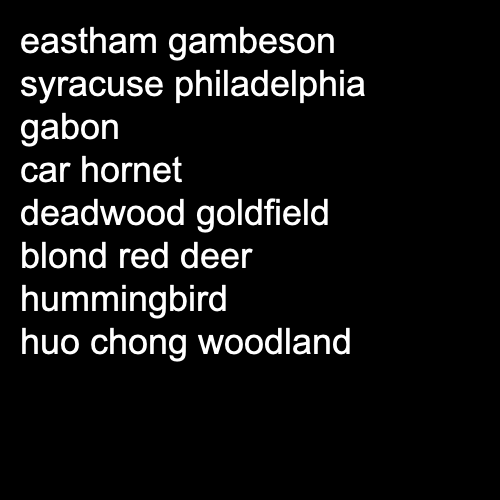 eastham gambeson
syracuse philadelphia
gabon
car hornet
deadwood goldfield
blond red deer
hummingbird
huo chong woodland